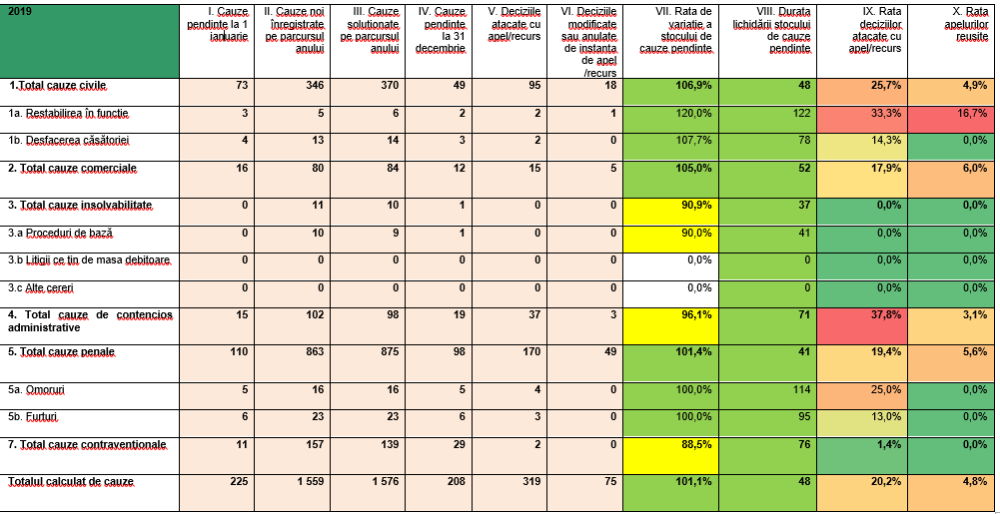 2019 I. Cauze pendinte la 1 ianuarie II. Cauze noi înregistrate pe parcursul anului III. Cauze solutionate pe parcursul anului IV. Cauze pendinte la 31 decembrie V. Deciziile atacate cu apel/recurs VI. Deciziile modificate sau anulate de instanta de apel /recurs VII. Rata de variatie a stocului de cauze pendinte VIII. Durata lichidării stocului de cauze pendinte IX. Rata deciziilor atacate cu apel/recurs X. Rata apelurilor reusite
1.Total cauze civile 73 346 370 49 95 18 106,9% 48 25,7% 4,9%
1a. Restabilirea în funcție 3 5 6 2 2 1 120,0% 122 33,3% 16,7%
1b. Desfacerea căsătoriei 4 13 14 3 2 0 107,7% 78 14,3% 0,0%
2. Total cauze comerciale 16 80 84 12 15 5 105,0% 52 17,9% 6,0%
3. Total cauze insolvabilitate 0 11 10 1 0 0 90,9% 37 0,0% 0,0%
3.a Proceduri de bază 0 10 9 1 0 0 90,0% 41 0,0% 0,0%
3.b Litigii ce țin de masa debitoare 0 0 0 0 0 0 0,0% 0 0,0% 0,0%
3.c Alte cereri 0 0 0 0 0 0 0,0% 0 0,0% 0,0%
4. Total cauze de contencios administrative 15 102 98 19 37 3 96,1% 71 37,8% 3,1%
5. Total cauze penale 110 863 875 98 170 49 101,4% 41 19,4% 5,6%
5a. Omoruri 5 16 16 5 4 0 100,0% 114 25,0% 0,0%
5b. Furturi 6 23 23 6 3 0 100,0% 95 13,0% 0,0%
7. Total cauze contravenționale 11 157 139 29 2 0 88,5% 76 1,4% 0,0%
Totalul calculat de cauze 225 1 559 1 576 208 319 75 101,1% 48 20,2% 4,8%